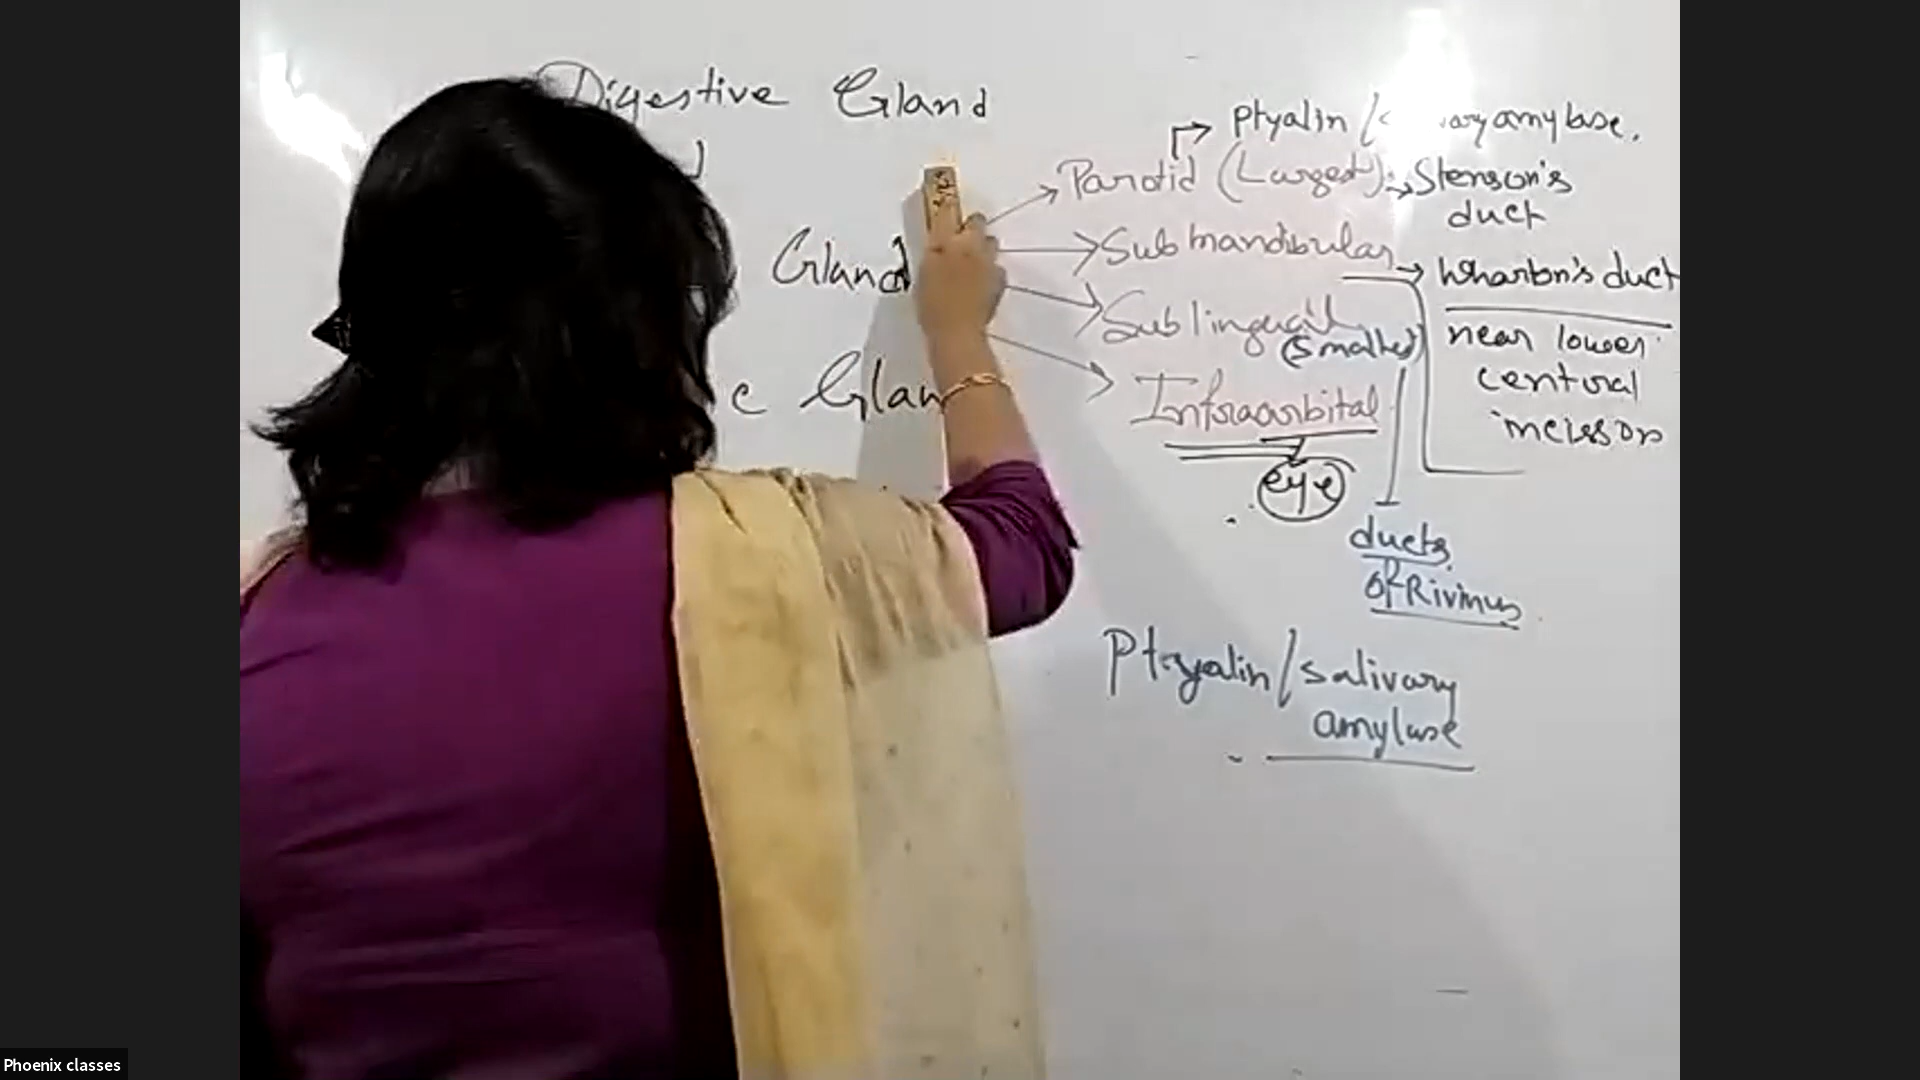 Digestive Gland
Ptyalin / amylase.
Parotid (Largest) → Stenson's
duct
Gland
Submandibular → Wharton's duct
Sublingual
(Smallest)
near lower
central
incissor
c Glan
Infraorbital
eye
ducts
of Rivinus
Ptyalin / salivary
amylase
Phoenix classes